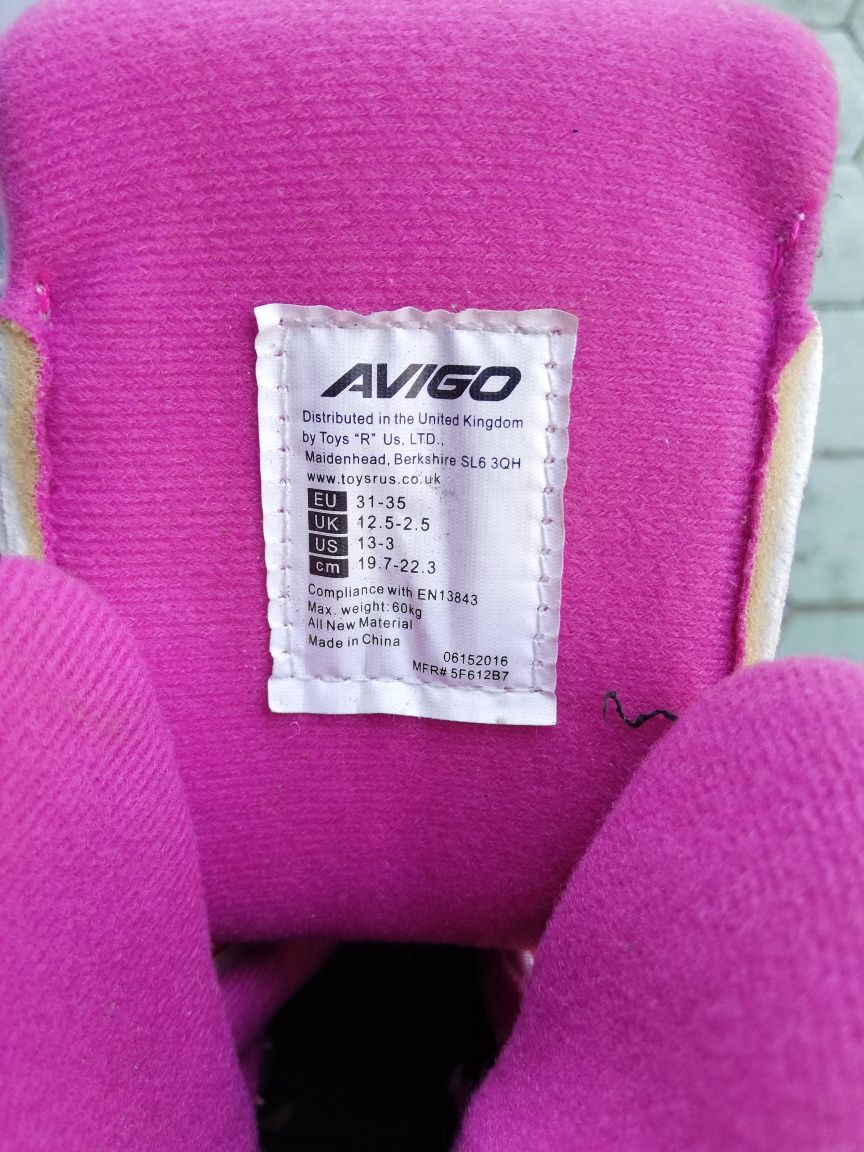 AVIGO
Distributed in the United Kingdom
by Toys "R" Us, LTD.,
Maidenhead, Berkshire SL6 3QH
www.toysrus.co.uk
EU 31-35
UK 12.5-2.5
US 13-3
cm 19.7-22.3
Compliance with EN13843
Max. weight: 60kg
All New Material
Made in China
06152016
MFR# 5F612B7